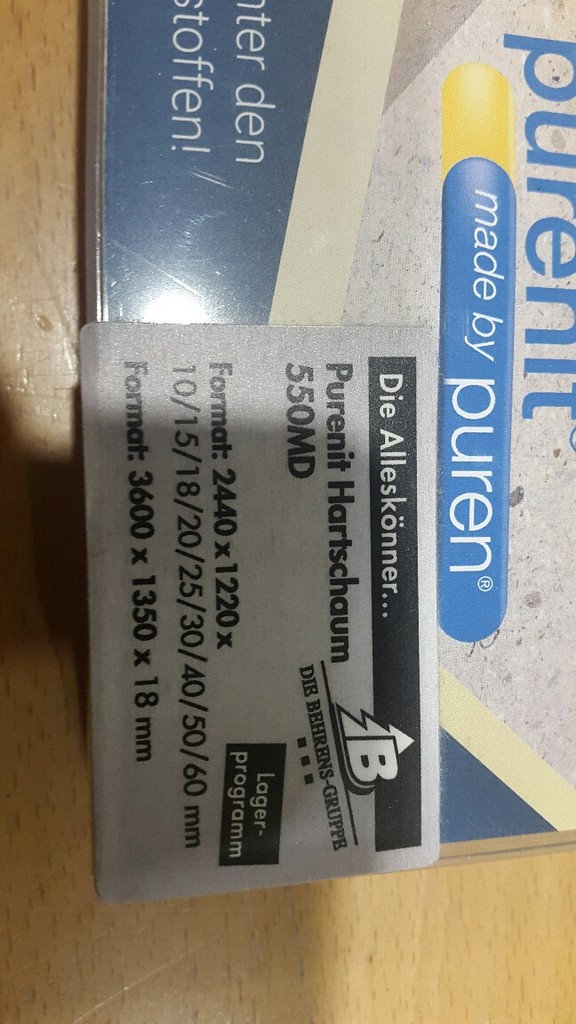 purenit®
made by puren®
nter den
stoffen!
Die Alleskönner...
Purenit Hartschaum
550MD
B
DIE BEHRENS-GRUPPE
Format: 2440 x 1220 x
10/15/18/20/25/30/40/50/60 mm
Format: 3600 x 1350 x 18 mm
Lager-
programm